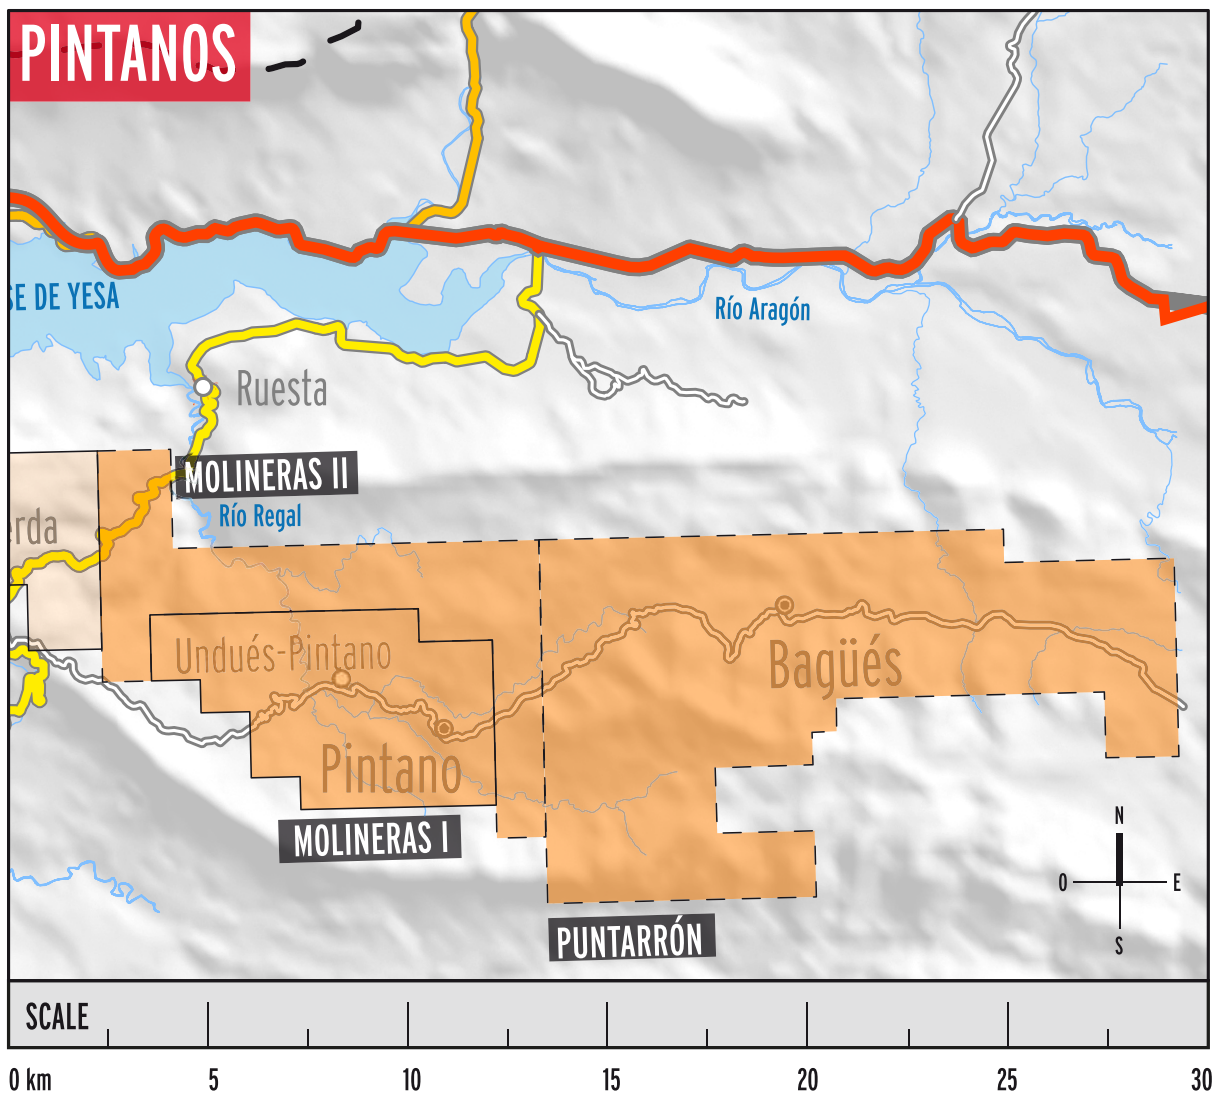 PINTANOS
SE DE YESA
Río Aragón
Ruesta
MOLINERAS II
Río Regal
erda
Undués-Pintano
Bagüés
Pintano
MOLINERAS I
PUNTARRÓN
N
O E
S
SCALE
0 km 5 10 15 20 25 30